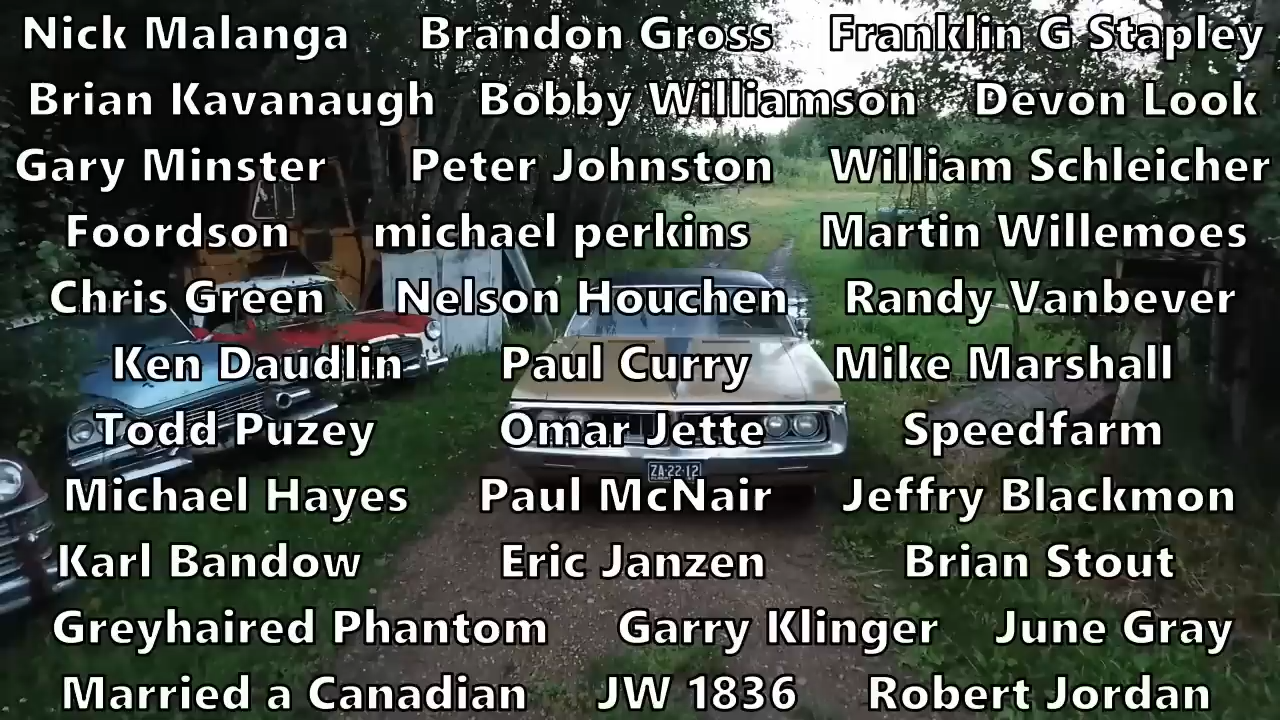 Nick Malanga Brandon Gross Franklin G Stapley
Brian Kavanaugh Bobby Williamson Devon Look
Gary Minster Peter Johnston William Schleicher
Foordson michael perkins Martin Willemoes
Chris Green Nelson Houchen Randy Vanbever
Ken Daudlin Paul Curry Mike Marshall
Todd Puzey Omar Jette Speedfarm
ZA-22-12
Michael Hayes Paul McNair Jeffry Blackmon
Karl Bandow Eric Janzen Brian Stout
Greyhaired Phantom Garry Klinger June Gray
Married a Canadian JW 1836 Robert Jordan